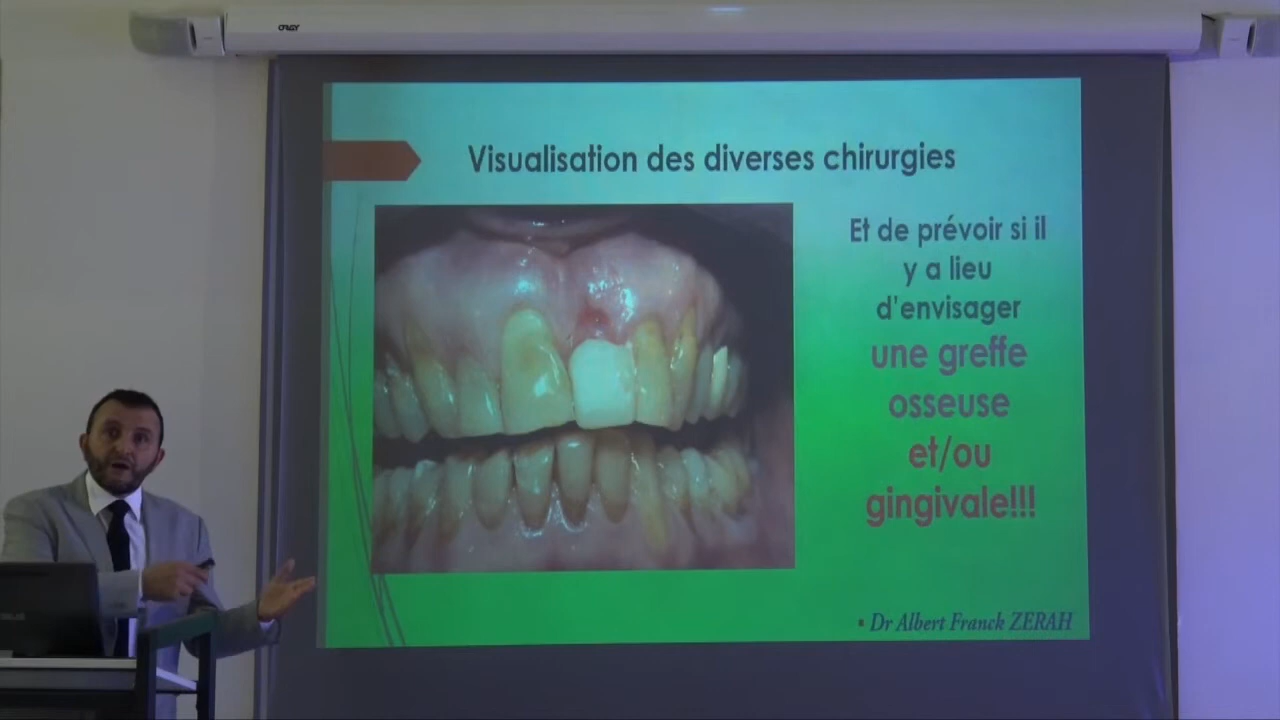 Visualisation des diverses chirurgies
Et de prévoir si il
y a lieu
d'envisager
une greffe
osseuse
et/ou
gingivale!!!
Dr Albert Franck ZERAH